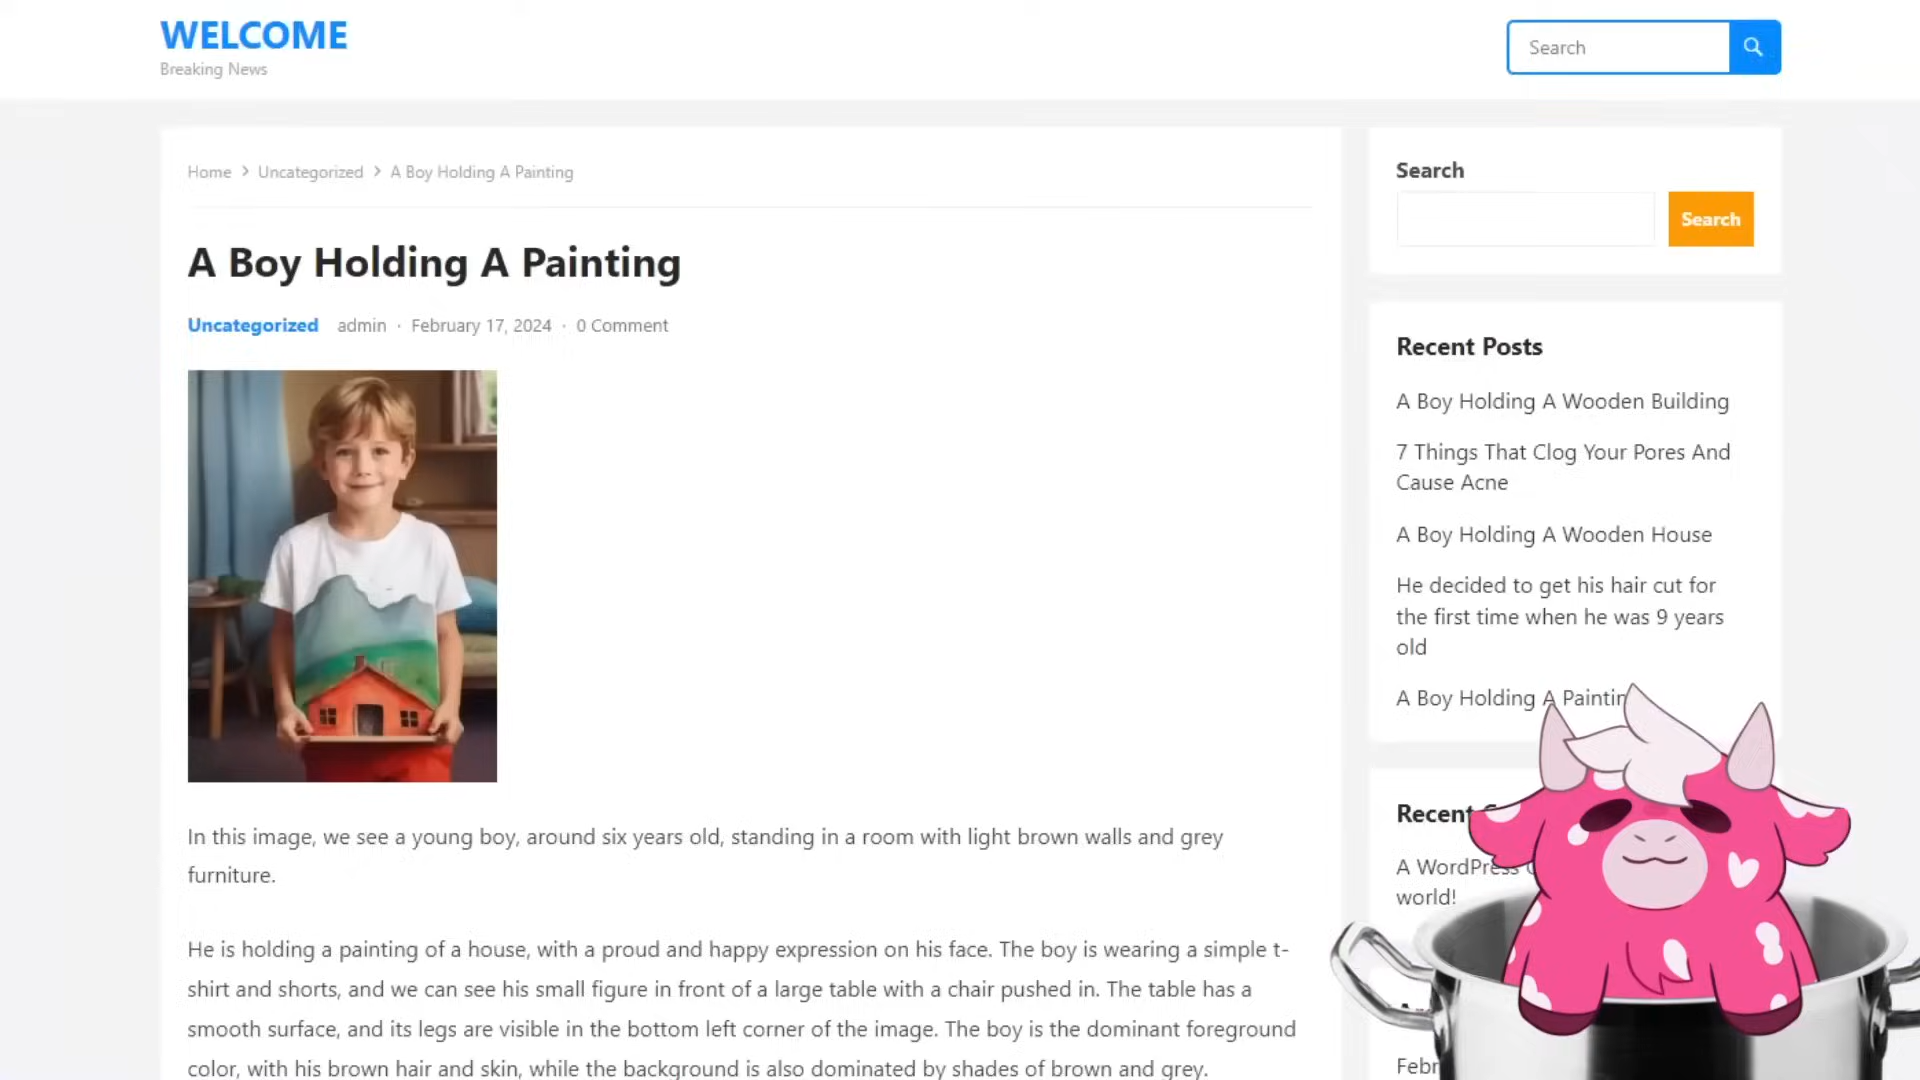 WELCOME
Breaking News
Search
Home > Uncategorized > A Boy Holding A Painting
A Boy Holding A Painting
Uncategorized admin · February 17, 2024 · 0 Comment
In this image, we see a young boy, around six years old, standing in a room with light brown walls and grey
furniture.
He is holding a painting of a house, with a proud and happy expression on his face. The boy is wearing a simple t-
shirt and shorts, and we can see his small figure in front of a large table with a chair pushed in. The table has a
smooth surface, and its legs are visible in the bottom left corner of the image. The boy is the dominant foreground
color, with his brown hair and skin, while the background is also dominated by shades of brown and grey.
Search
Search
Recent Posts
A Boy Holding A Wooden Building
7 Things That Clog Your Pores And
Cause Acne
A Boy Holding A Wooden House
He decided to get his hair cut for
the first time when he was 9 years
old
A Boy Holding A Paintin
Recent
A WordPress
world!
Febr